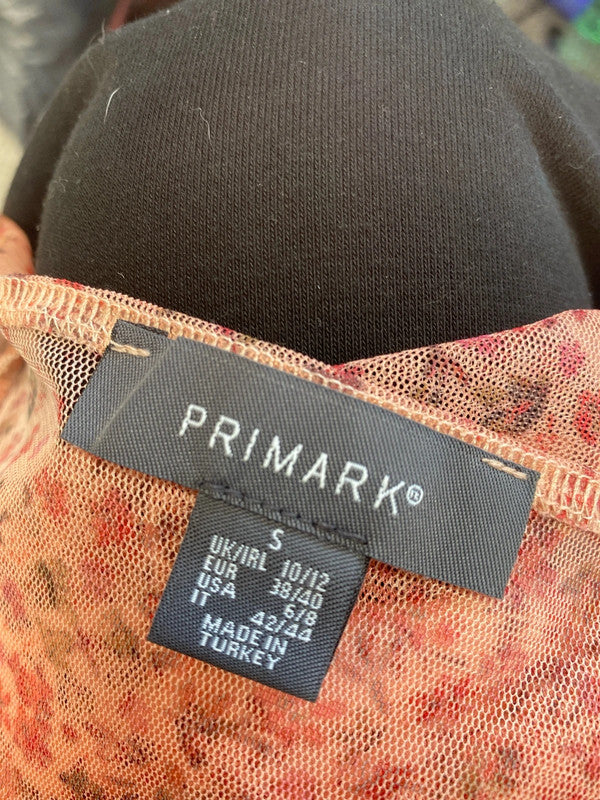 PRIMARK®
S
UK/IRL 10/12
EUR 38/40
USA 6/8
IT 42/44
MADE IN
TURKEY